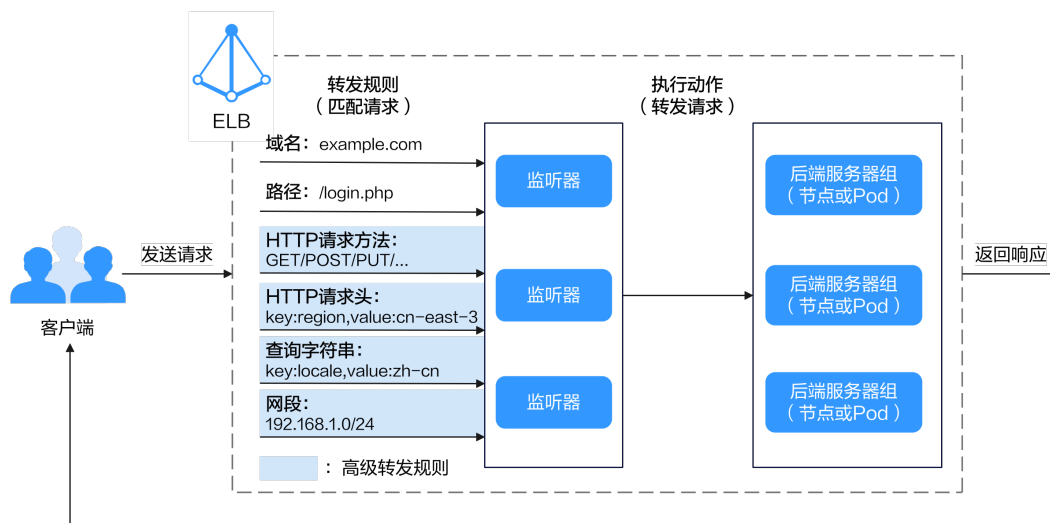 ELB
转发规则
（匹配请求）
执行动作
（转发请求）
域名：example.com
路径：/login.php
HTTP请求方法：
GET/POST/PUT/...
HTTP请求头：
key:region,value:cn-east-3
查询字符串：
key:locale,value:zh-cn
网段：
192.168.1.0/24
：高级转发规则
发送请求
客户端
监听器
监听器
监听器
后端服务器组
（节点或Pod）
后端服务器组
（节点或Pod）
后端服务器组
（节点或Pod）
返回响应